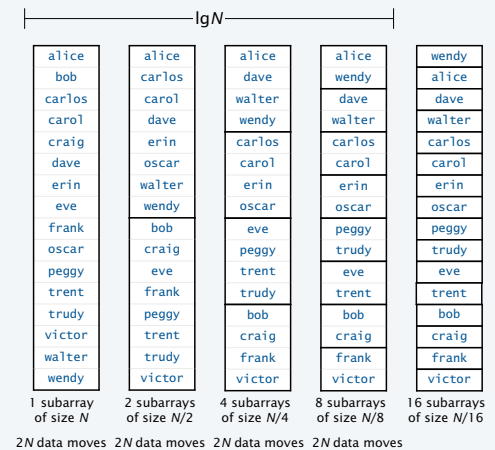 lgN
alice alice alice alice wendy
bob carlos dave wendy alice
carlos carol walter dave dave
carol dave wendy walter walter
craig erin carlos carlos carlos
dave oscar carol carol carol
erin walter erin erin erin
eve wendy oscar oscar oscar
frank bob eve peggy peggy
oscar craig peggy trudy trudy
peggy eve trent eve eve
trent frank trudy trent trent
trudy peggy bob bob bob
victor trent craig craig craig
walter trudy frank frank frank
wendy victor victor victor victor
1 subarray 2 subarrays 4 subarrays 8 subarrays 16 subarrays
of size N of size N/2 of size N/4 of size N/8 of size N/16
2N data moves 2N data moves 2N data moves 2N data moves